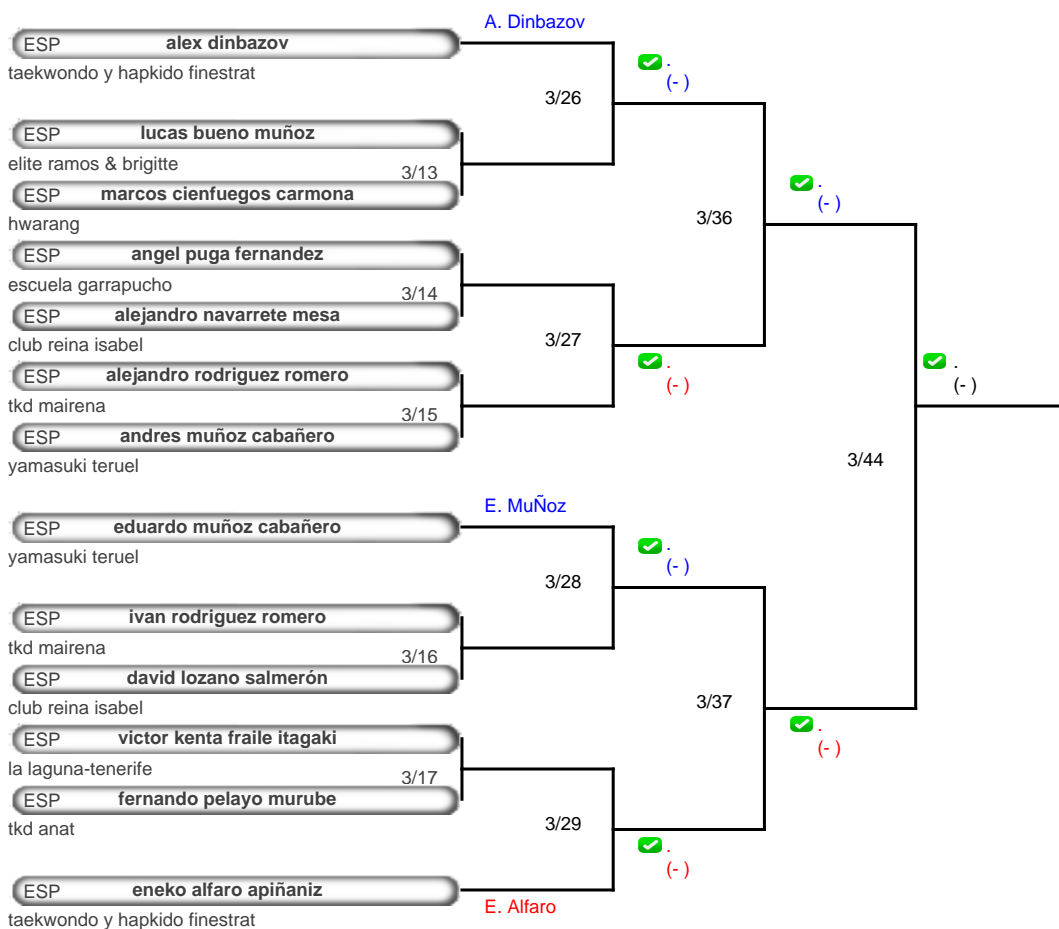 A. Dinbazov
ESP alex dinbazov
taekwondo y hapkido finestrat
.
(- )
3/26
ESP lucas bueno muñoz
elite ramos & brigitte
3/13
ESP marcos cienfuegos carmona
hwarang
.
(- )
3/36
ESP angel puga fernandez
escuela garrapucho
3/14
ESP alejandro navarrete mesa
club reina isabel
3/27
.
(- )
ESP alejandro rodriguez romero
tkd mairena
3/15
ESP andres muñoz cabañero
yamasuki teruel
.
(- )
3/44
E. MuÑoz
ESP eduardo muñoz cabañero
yamasuki teruel
.
(- )
3/28
ESP ivan rodriguez romero
tkd mairena
3/16
ESP david lozano salmerón
club reina isabel
3/37
.
(- )
ESP victor kenta fraile itagaki
la laguna-tenerife
3/17
ESP fernando pelayo murube
tkd anat
3/29
.
(- )
ESP eneko alfaro apiñaniz
E. Alfaro
taekwondo y hapkido finestrat